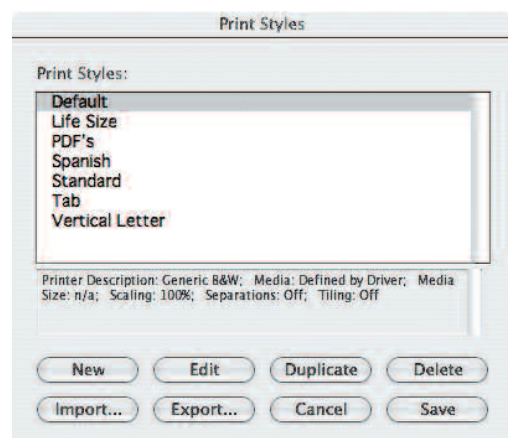 Print Styles
Print Styles:
Default
Life Size
PDF's
Spanish
Standard
Tab
Vertical Letter
Printer Description: Generic B&W; Media: Defined by Driver; Media
Size: n/a; Scaling: 100%; Separations: Off; Tiling: Off
New Edit Duplicate Delete
Import... Export... Cancel Save